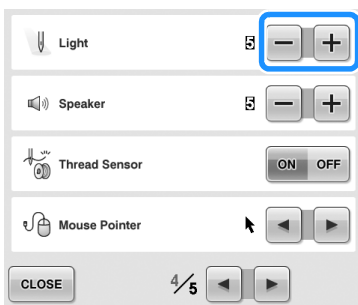 Light 5 − +
Speaker 5 − +
Thread Sensor ON OFF
Mouse Pointer
CLOSE 4/5